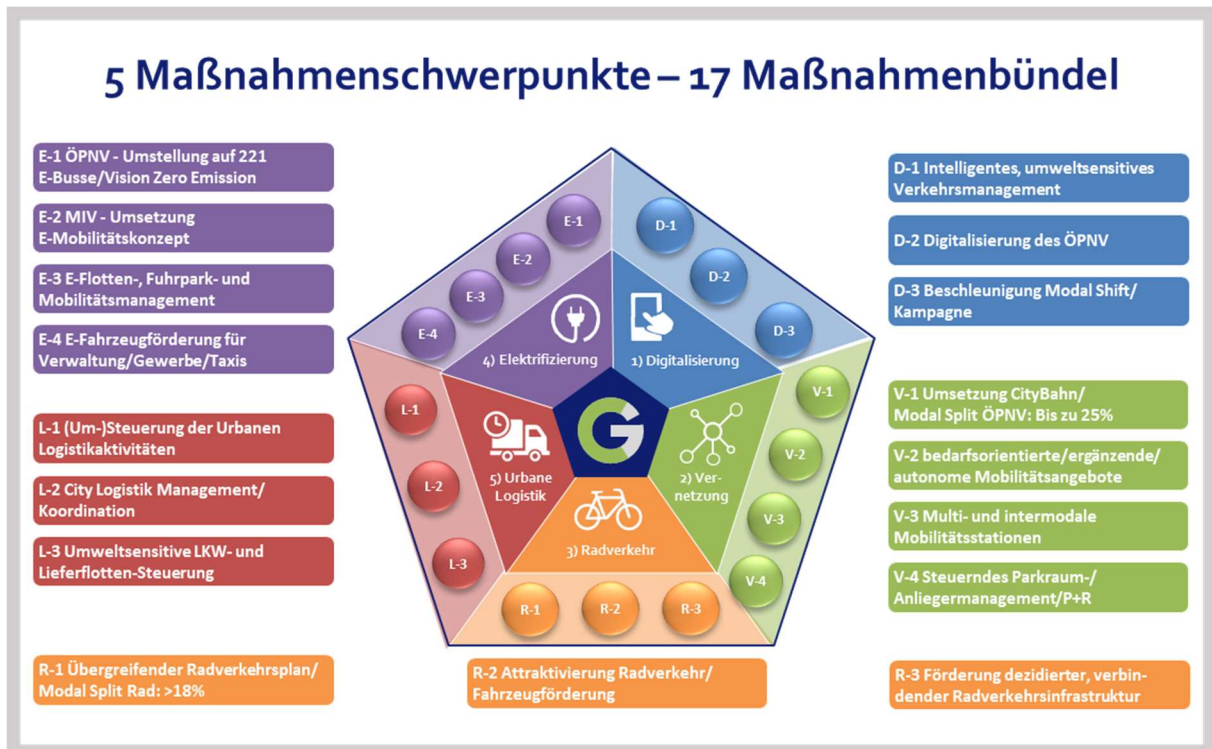 5 Maßnahmenschwerpunkte – 17 Maßnahmenbündel
E-1 ÖPNV - Umstellung auf 221
E-Busse/Vision Zero Emission
E-2 MIV - Umsetzung
E-Mobilitätskonzept
E-3 E-Flotten-, Fuhrpark- und
Mobilitätsmanagement
E-4 E-Fahrzeugförderung für
Verwaltung/Gewerbe/Taxis
L-1 (Um-)Steuerung der Urbanen
Logistikaktivitäten
L-2 City Logistik Management/
Koordination
L-3 Umweltsensitive LKW- und
Lieferflotten-Steuerung
E-1
E-2
E-3
E-4
D-1
D-2
D-3
4) Elektrifizierung
1) Digitalisierung
L-1
L-2
L-3
5) Urbane
Logistik
G
2) Ver-
netzung
V-1
V-2
V-3
V-4
3) Radverkehr
R-1
R-2
R-3
D-1 Intelligentes, umweltsensitives
Verkehrsmanagement
D-2 Digitalisierung des ÖPNV
D-3 Beschleunigung Modal Shift/
Kampagne
V-1 Umsetzung CityBahn/
Modal Split ÖPNV: Bis zu 25%
V-2 bedarfsorientierte/ergänzende/
autonome Mobilitätsangebote
V-3 Multi- und intermodale
Mobilitätsstationen
V-4 Steuerndes Parkraum-/
Anliegermanagement/P+R
R-1 Übergreifender Radverkehrsplan/
Modal Split Rad: >18%
R-2 Attraktivierung Radverkehr/
Fahrzeugförderung
R-3 Förderung dezidierter, verbin-
dender Radverkehrsinfrastruktur